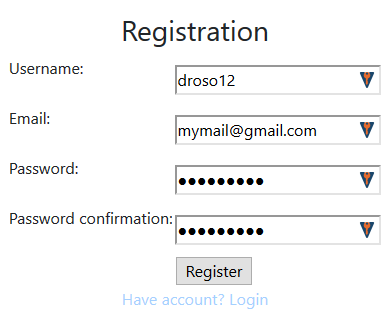 Registration
Username: droso12
Email: mymail@gmail.com
Password: ●●●●●●●●●
Password confirmation: ●●●●●●●●●
Register
Have account? Login